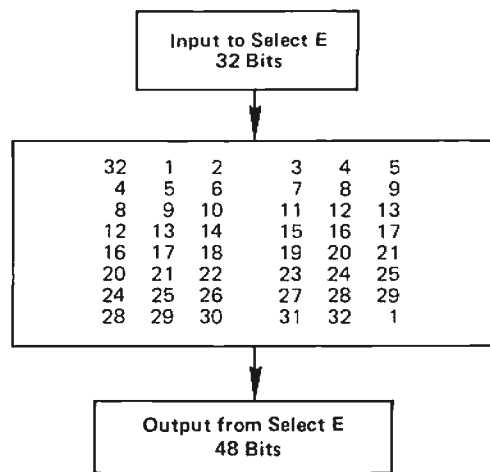 Input to Select E
32 Bits
32 1 2 3 4 5
4 5 6 7 8 9
8 9 10 11 12 13
12 13 14 15 16 17
16 17 18 19 20 21
20 21 22 23 24 25
24 25 26 27 28 29
28 29 30 31 32 1
Output from Select E
48 Bits